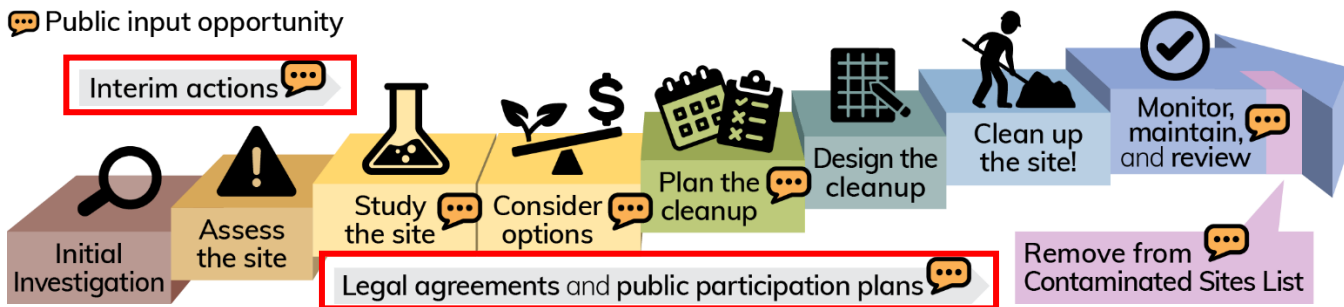 Public input opportunity
Interim actions
Initial
Investigation
Assess
the site
Study
the site
Consider
options
Plan the
cleanup
Design the
cleanup
Clean up
the site!
Monitor,
maintain,
and review
Legal agreements and public participation plans
Remove from
Contaminated Sites List